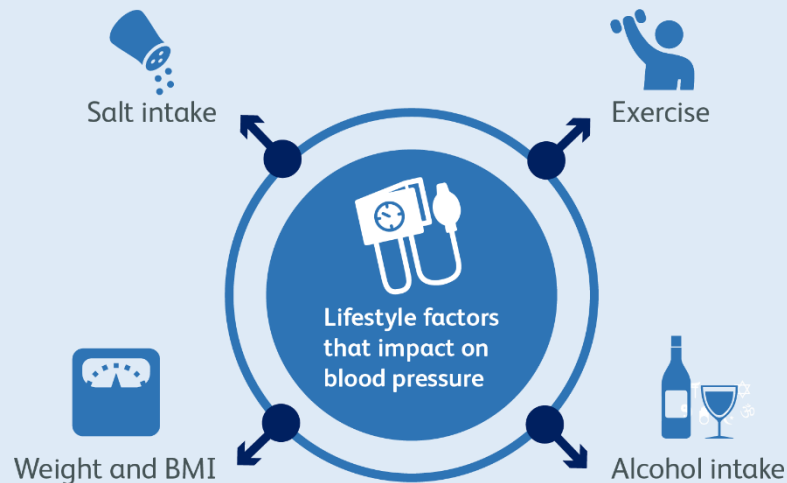 Salt intake
Exercise
Lifestyle factors
that impact on
blood pressure
Weight and BMI
Alcohol intake